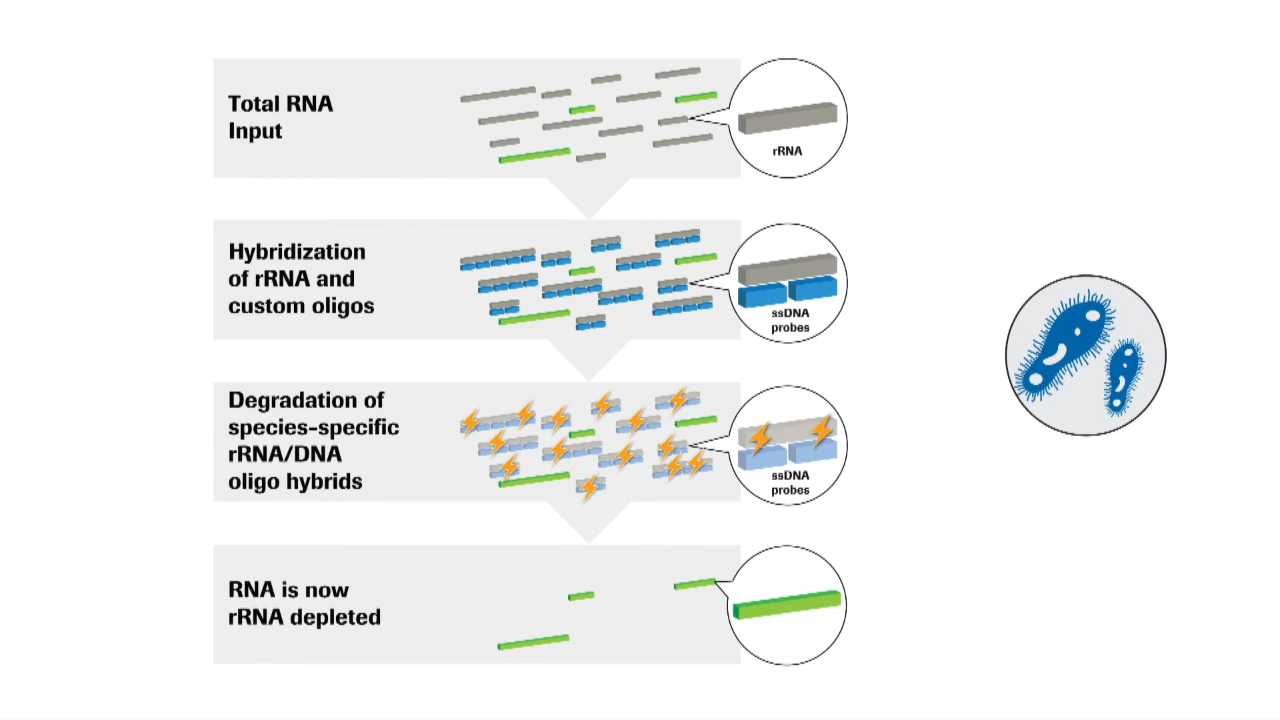 Total RNA
Input
rRNA
Hybridization
of rRNA and
custom oligos
ssDNA
probes
Degradation of
species-specific
rRNA/DNA
oligo hybrids
ssDNA
probes
RNA is now
rRNA depleted